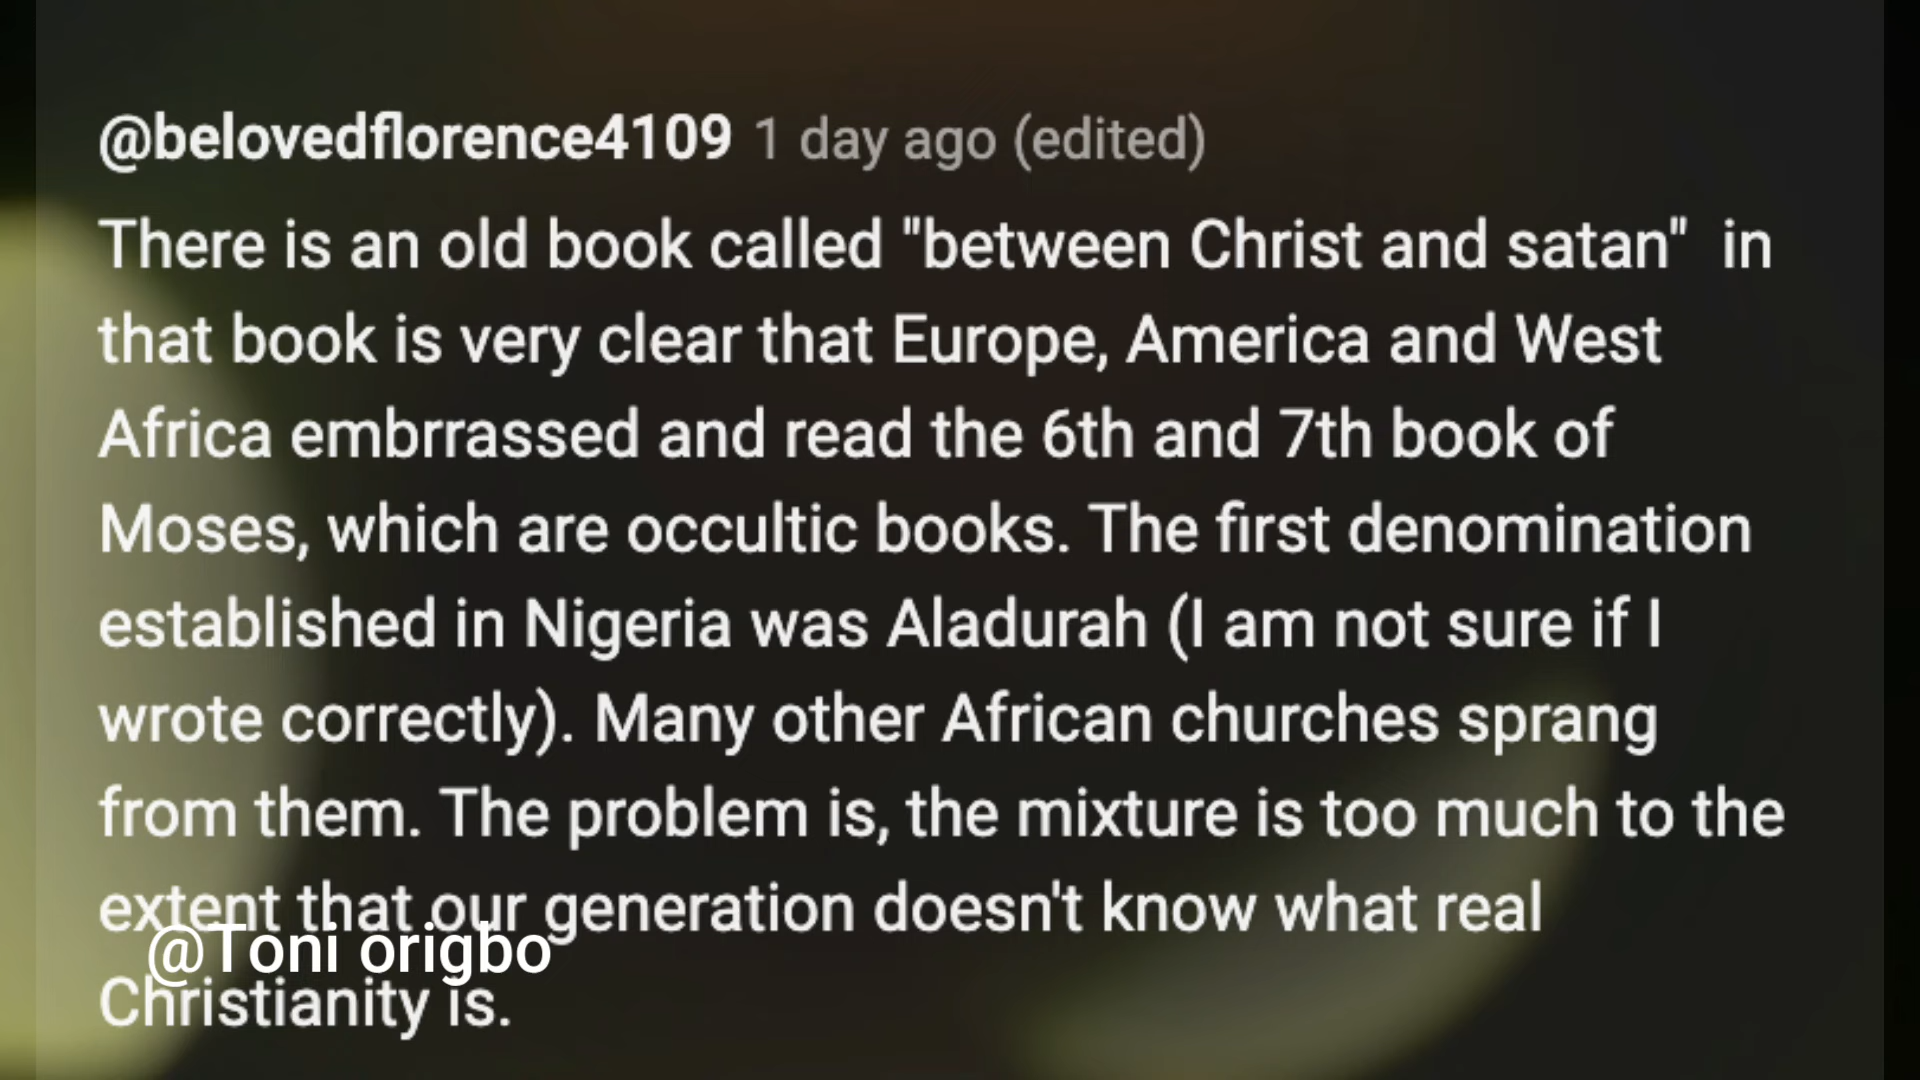 @belovedflorence4109 1 day ago (edited)
There is an old book called "between Christ and satan"  in
that book is very clear that Europe, America and West
Africa embrrassed and read the 6th and 7th book of
Moses, which are occultic books. The first denomination
established in Nigeria was Aladurah (I am not sure if I
wrote correctly). Many other African churches sprang
from them. The problem is, the mixture is too much to the
extent that our generation doesn't know what real
@Toni origbo
Christianity is.